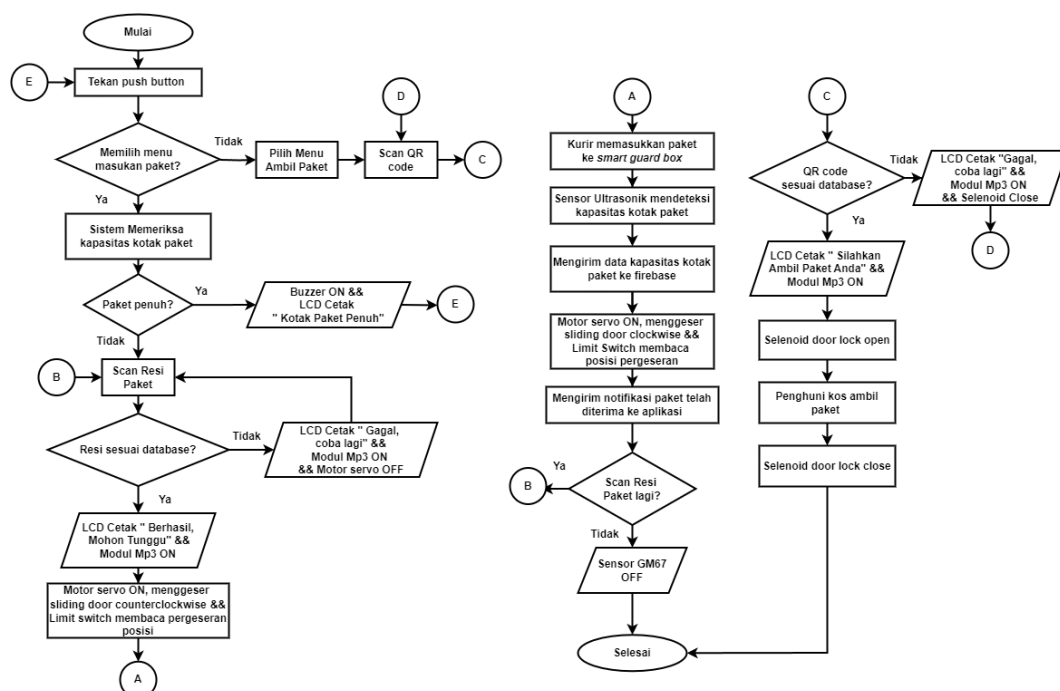 Mulai
E
Tekan push button
Memilih menu
masukan paket?
Tidak
Pilih Menu
Ambil Paket
D
Scan QR
code
C
Ya
Sistem Memeriksa
kapasitas kotak paket
Paket penuh?
Ya
Buzzer ON &&
LCD Cetak
" Kotak Paket Penuh"
E
Tidak
B
Scan Resi
Paket
Resi sesuai database?
Tidak
LCD Cetak " Gagal,
coba lagi" &&
Modul Mp3 ON
&& Motor servo OFF
Ya
LCD Cetak " Berhasil,
Mohon Tunggu" &&
Modul Mp3 ON
Motor servo ON, menggeser
sliding door counterclockwise &&
Limit switch membaca pergeseran
posisi
A
A
Kurir memasukkan paket
ke smart guard box
Sensor Ultrasonik mendeteksi
kapasitas kotak paket
Mengirim data kapasitas kotak
paket ke firebase
Motor servo ON, menggeser
sliding door clockwise &&
Limit Switch membaca
posisi pergeseran
Mengirim notifikasi paket telah
diterima ke aplikasi
Scan Resi
Paket lagi?
Ya
B
Tidak
Sensor GM67
OFF
Selesai
C
QR code
sesuai database?
Tidak
LCD Cetak "Gagal,
coba lagi" &&
Modul Mp3 ON
&& Selenoid Close
D
Ya
LCD Cetak " Silahkan
Ambil Paket Anda" &&
Modul Mp3 ON
Selenoid door lock open
Penghuni kos ambil
paket
Selenoid door lock close